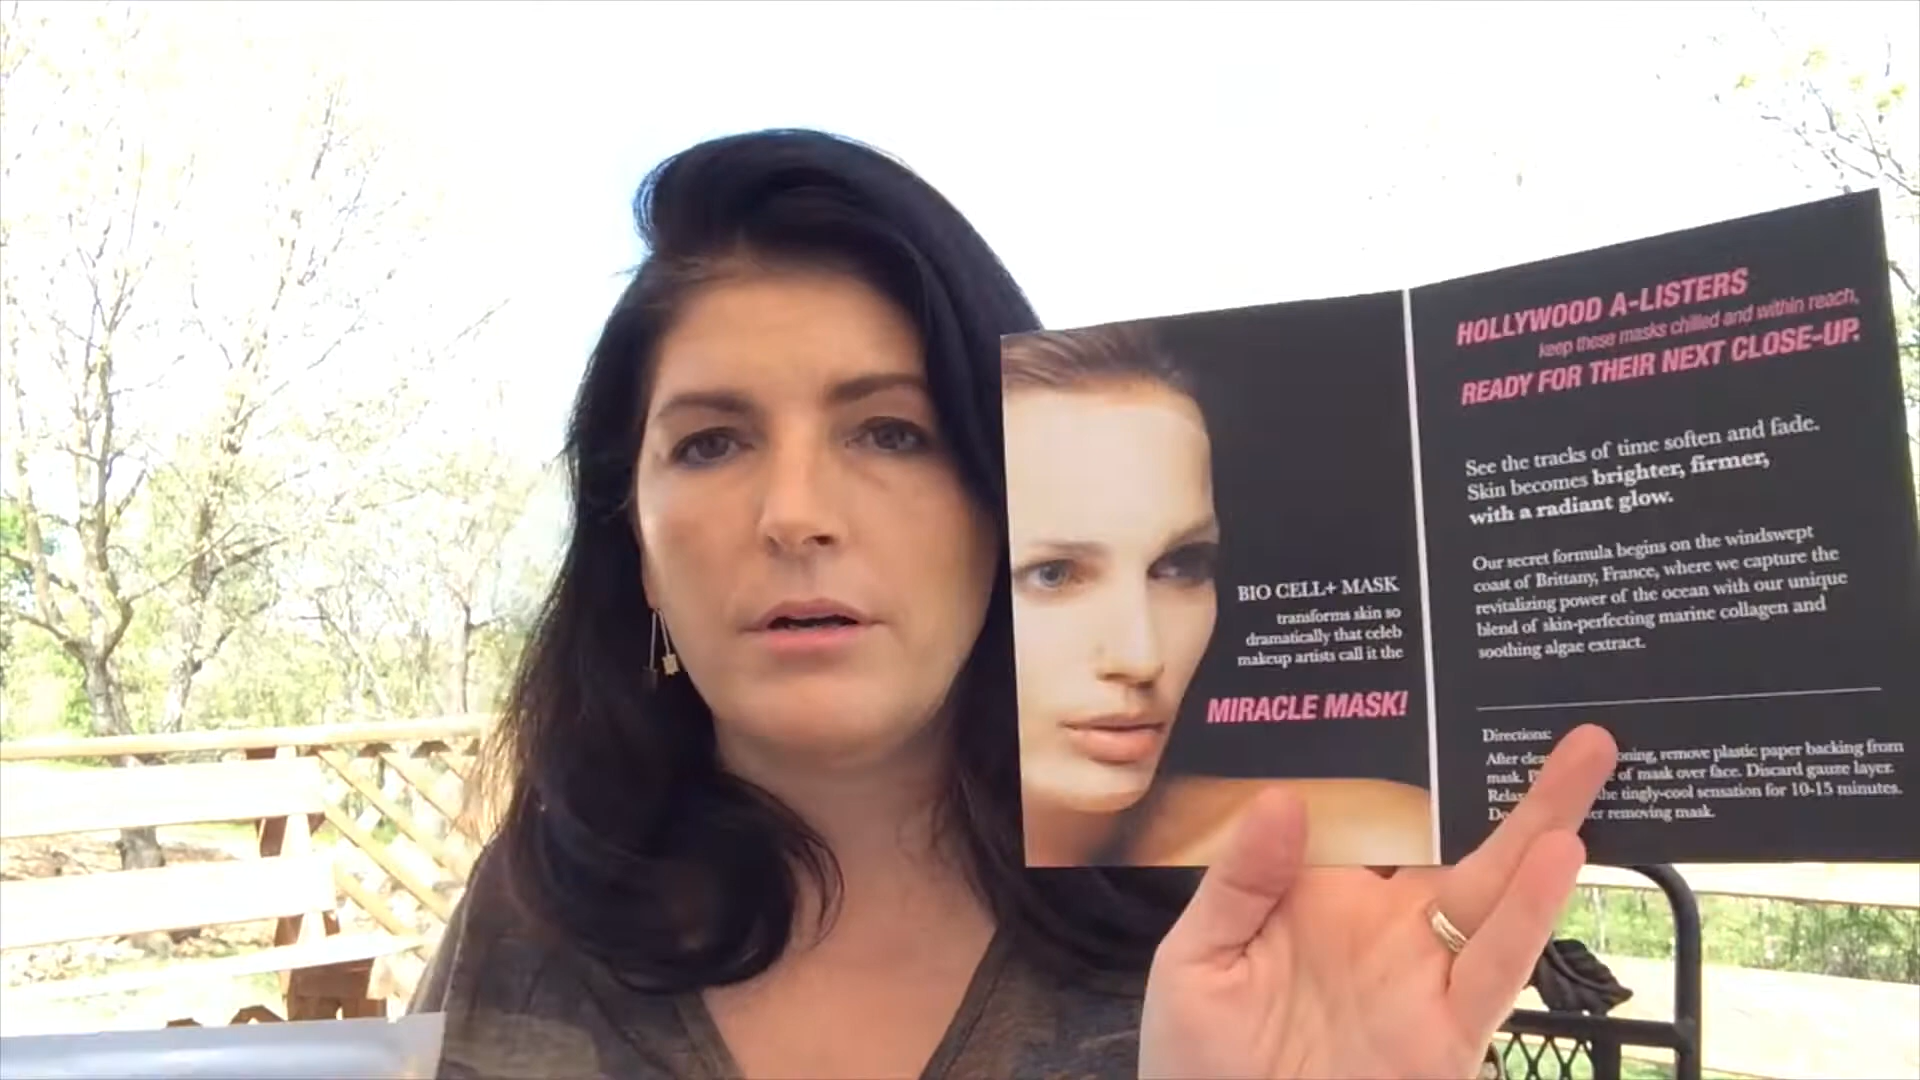 BIO CELL+ MASK
transforms skin so
dramatically that celeb
makeup artists call it the
MIRACLE MASK!
HOLLYWOOD A-LISTERS
keep these masks chilled and within reach,
READY FOR THEIR NEXT CLOSE-UP.
See the tracks of time soften and fade.
Skin becomes brighter, firmer,
with a radiant glow.
Our secret formula begins on the windswept
coast of Brittany, France, where we capture the
revitalizing power of the ocean with our unique
blend of skin-perfecting marine collagen and
soothing algae extract.
Directions:
After remove plastic paper backing from
mask. of mask over face. Discard gauze layer.
the tingly-cool sensation for 10-15 minutes.
removing mask.